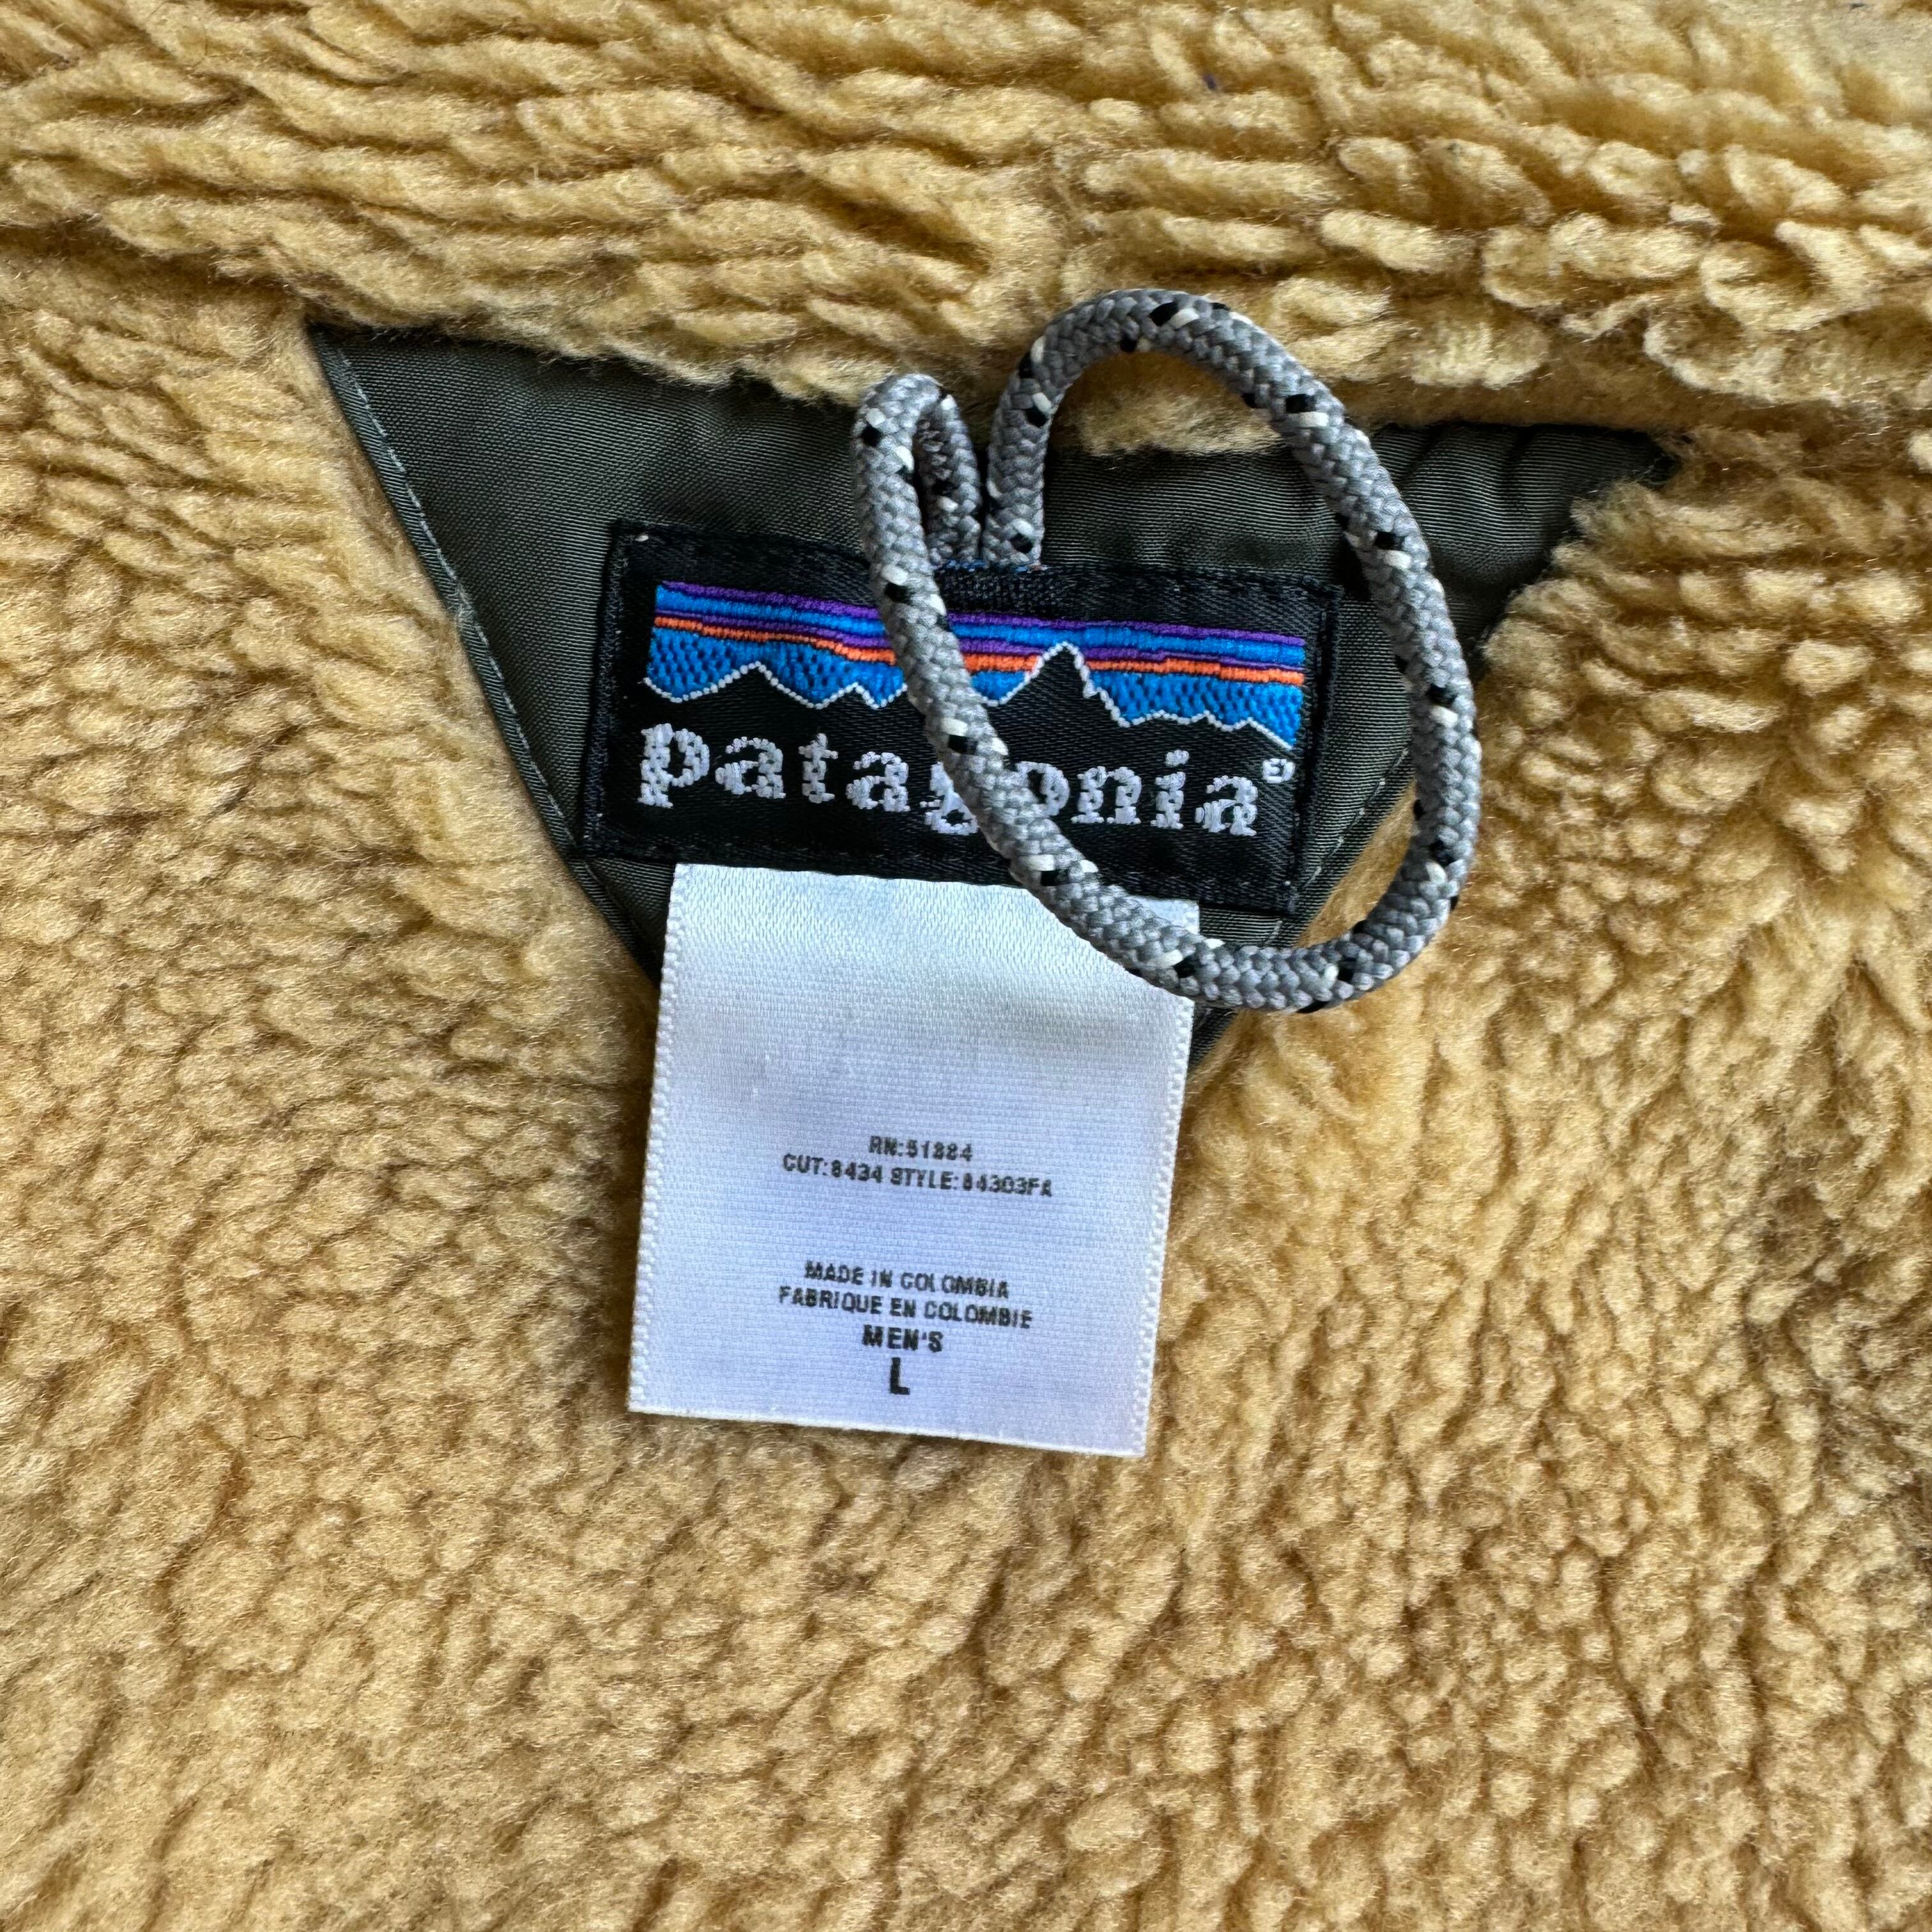 patagonia®
RN:51884
CUT:8434 STYLE:84303FA
MADE IN COLOMBIA
FABRIQUE EN COLOMBIE
MEN'S
L